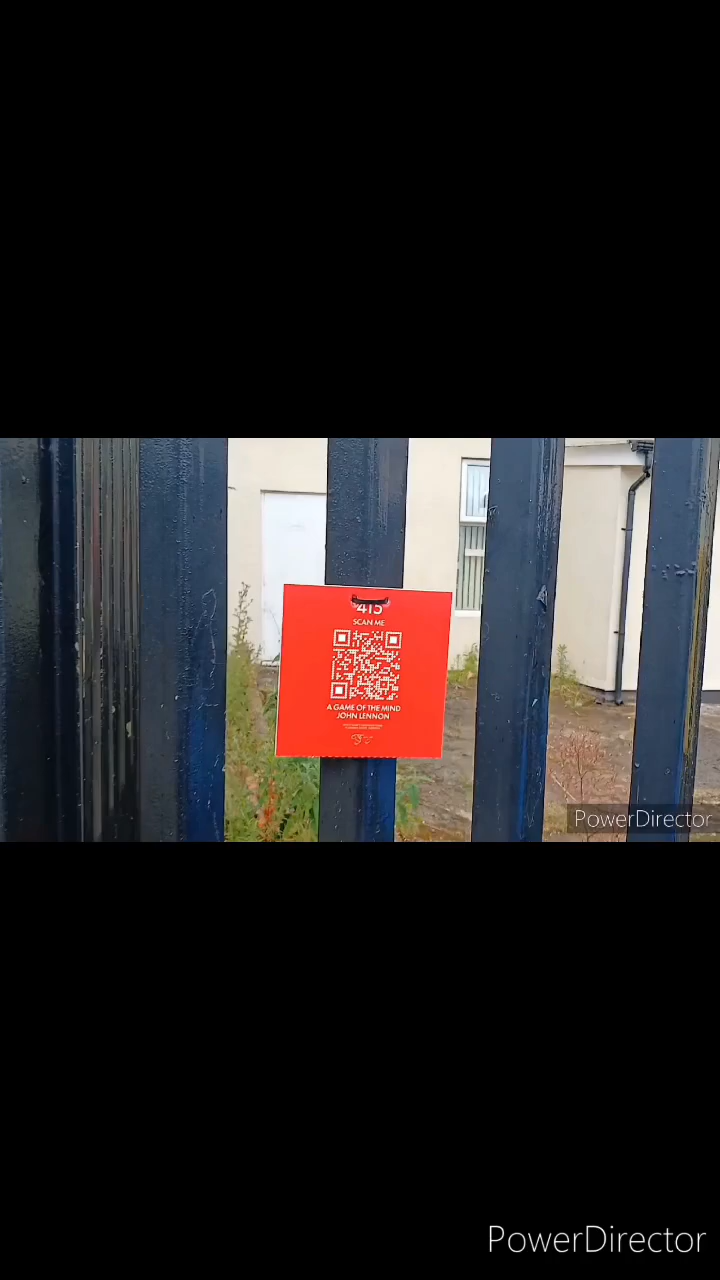 415
SCAN ME
A GAME OF THE MIND
JOHN LENNON
PowerDirector
PowerDirector